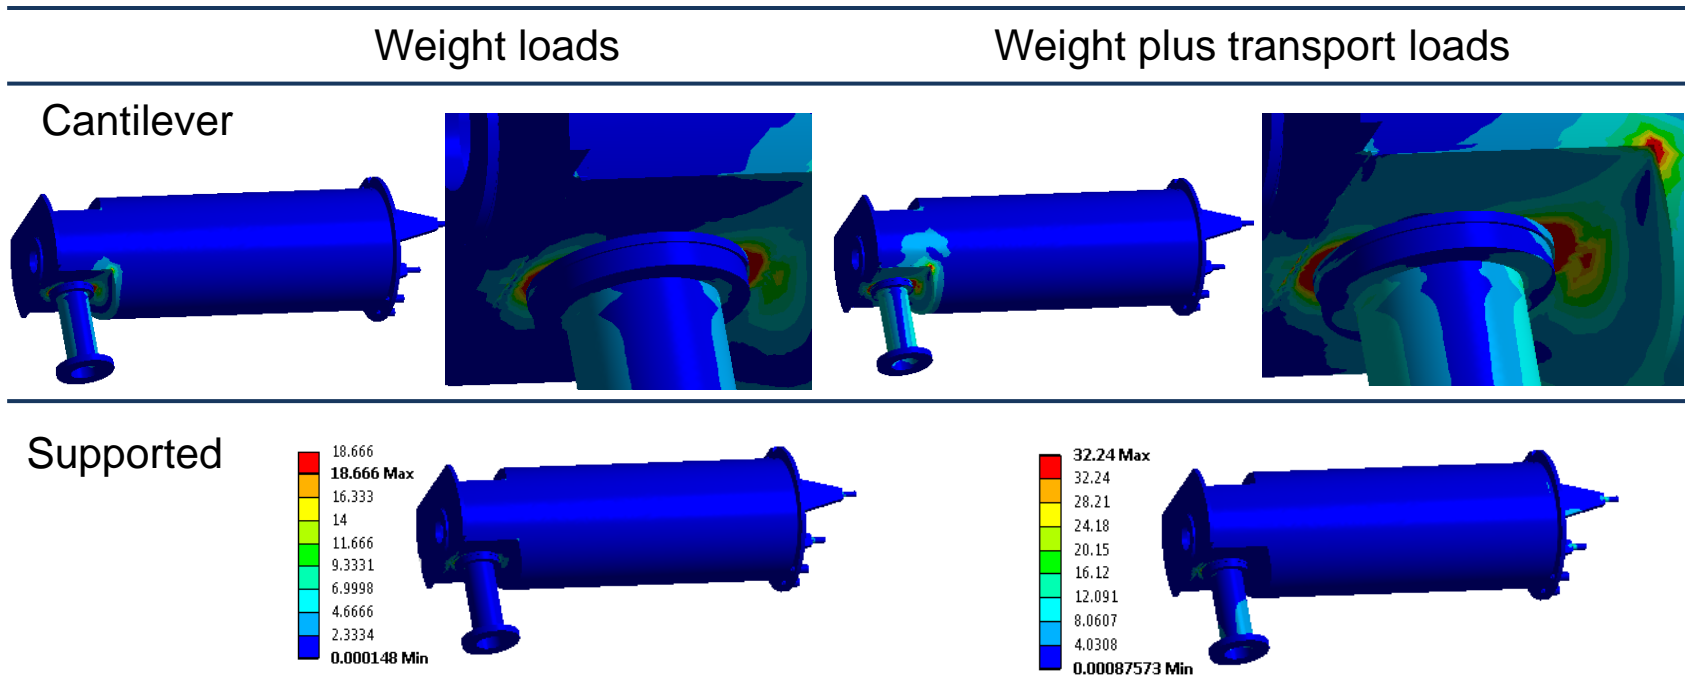 Weight loads
Weight plus transport loads
Cantilever
Supported
18.666
18.666 Max
16.333
14
11.666
9.3331
6.9998
4.6666
2.3334
0.000148 Min
32.24 Max
32.24
28.21
24.18
20.15
16.12
12.091
8.0607
4.0308
0.00087573 Min